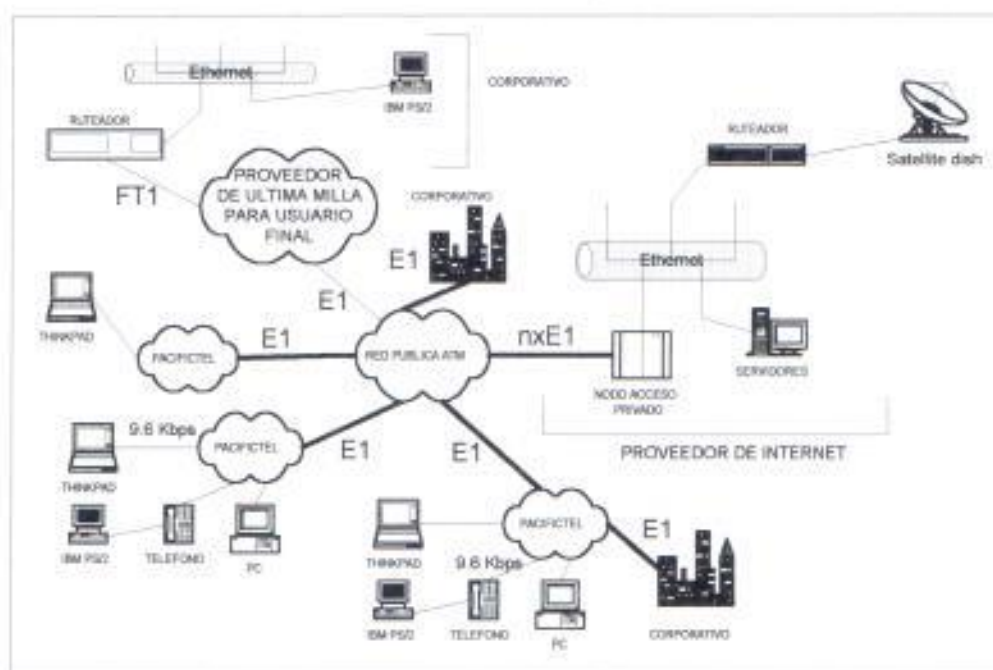 Ethernet
IBM PS/2
CORPORATIVO
RUTEADOR
FT1
PROVEEDOR
DE ULTIMA MILLA
PARA USUARIO
FINAL
CORPORATIVO
E1
E1
RUTEADOR
Satellite dish
Ethernet
THINKPAD
PACIFICTEL
E1
RED PUBLICA ATM
nxE1
NODO ACCESO
PRIVADO
SERVIDORES
PROVEEDOR DE INTERNET
9.6 Kbps
THINKPAD
PACIFICTEL
E1
E1
IBM PS/2
TELEFONO
PC
THINKPAD
PACIFICTEL
E1
9.6 Kbps
IBM PS/2
TELEFONO
PC
CORPORATIVO